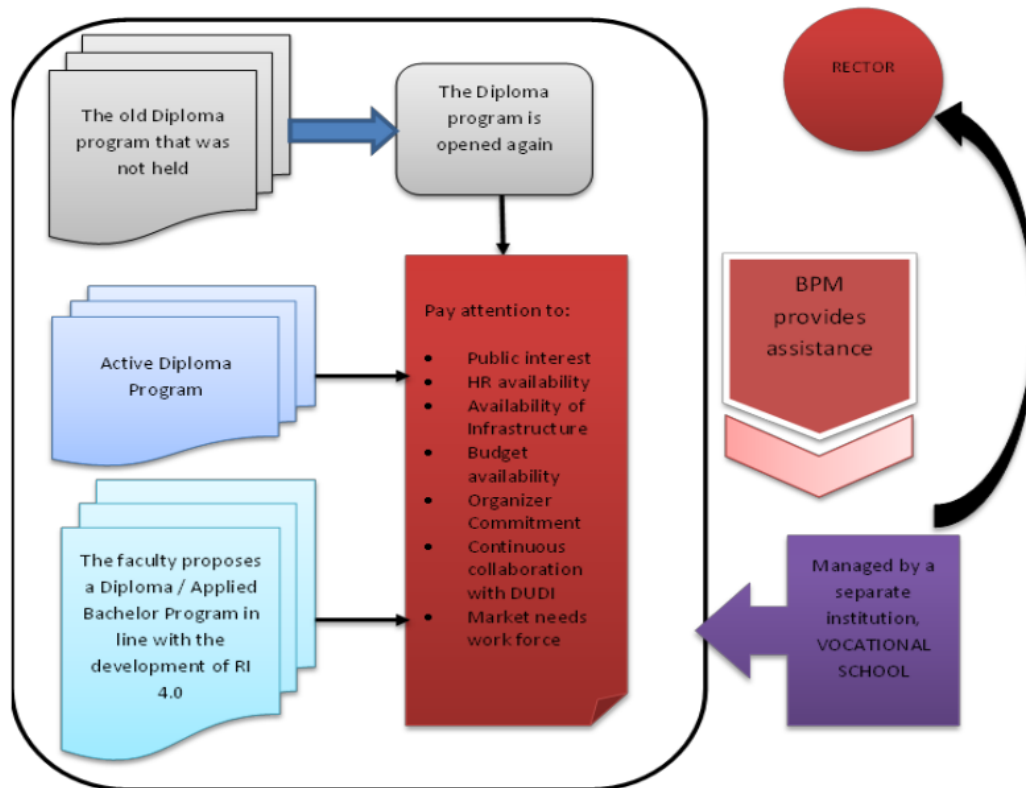 The old Diploma
program that was
not held
The Diploma
program is
opened again
RECTOR
Active Diploma
Program
The faculty proposes
a Diploma / Applied
Bachelor Program in
line with the
development of RI
4.0
Pay attention to:
• Public interest
• HR availability
• Availability of
Infrastructure
• Budget
availability
• Organizer
Commitment
• Continuous
collaboration
with DUDI
• Market needs
work force
BPM
provides
assistance
Managed by a
separate
institution,
VOCATIONAL
SCHOOL